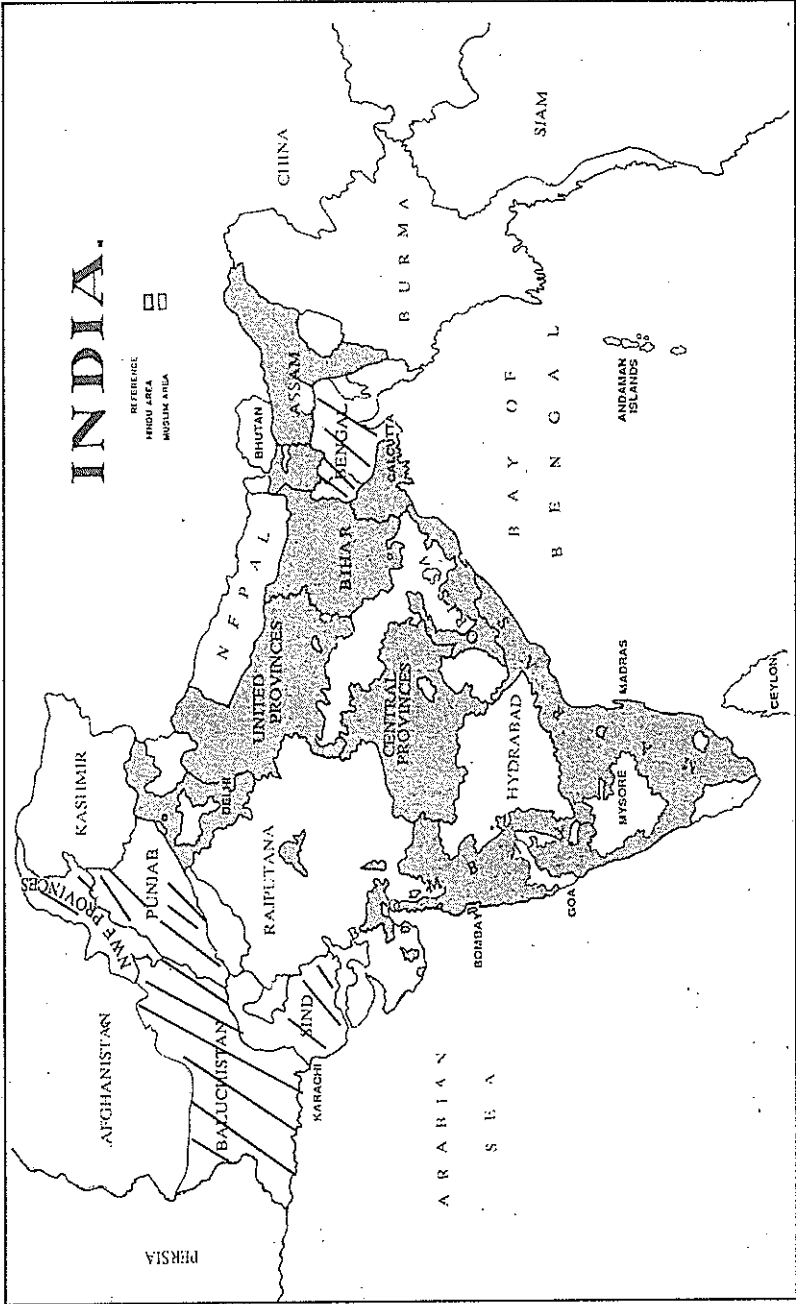 INDIA.
REFERENCE
HINDU AREA
MUSLIM AREA
AFGHANISTAN
PERSIA
BALUCHISTAN
NWF PROVINCES
KASHMIR
PUNJAB
SIND
KARACHI
RAJPUTANA
DELHI
UNITED
PROVINCES
NEPAL
BHUTAN
CHINA
ASSAM
BENGAL
CALCUTTA
BIHAR
CENTRAL
PROVINCES
BURMA
SIAM
HYDRABAD
BOMBAY
GOA
MYSORE
MADRAS
CEYLON
ARABIAN
SEA
BAY OF
BENGAL
ANDAMAN
ISLANDS